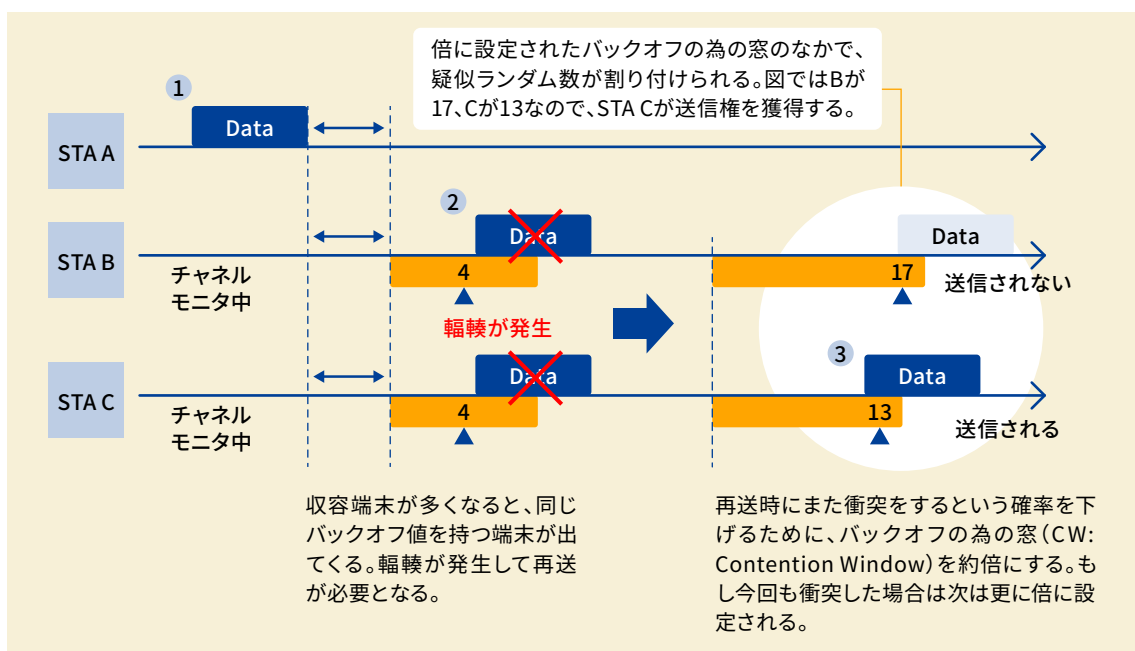 倍に設定されたバックオフの為の窓のなかで、
疑似ランダム数が割り付けられる。図ではBが
17、Cが13なので、STA Cが送信権を獲得する。
1
Data
STA A
2
Data
Data
STA B
チャネル
モニタ中
4
17
送信されない
輻輳が発生
3
Data
Data
STA C
チャネル
モニタ中
4
13
送信される
収容端末が多くなると、同じ
バックオフ値を持つ端末が出
てくる。輻輳が発生して再送
が必要となる。
再送時にまた衝突をするという確率を下
げるために、バックオフの為の窓（CW:
Contention Window）を約倍にする。も
し今回も衝突した場合は次は更に倍に設
定される。